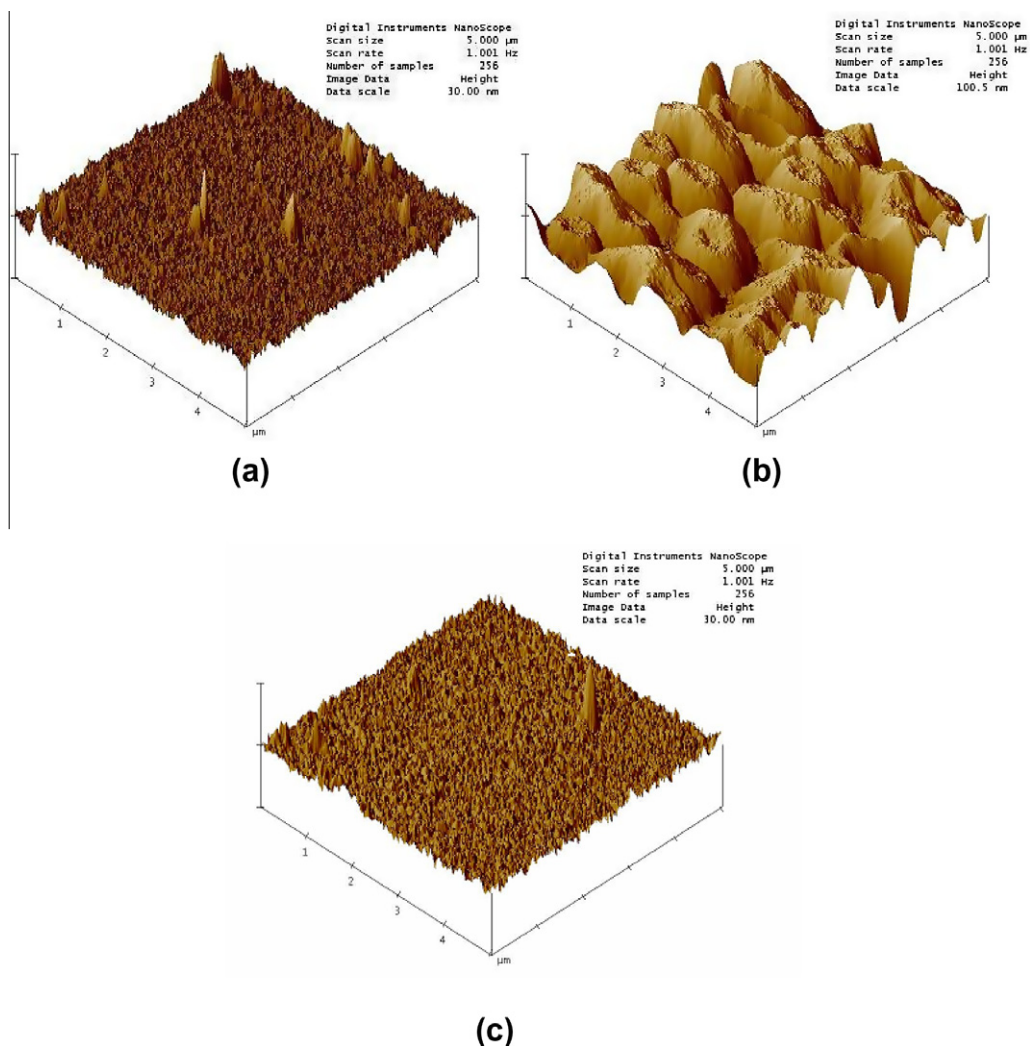 Digital Instruments NanoScope
Scan size 5.000 µm
Scan rate 1.001 Hz
Number of samples 256
Image Data Height
Data scale 30.00 nm
1
2
3
4
µm
(a)
Digital Instruments NanoScope
Scan size 5.000 µm
Scan rate 1.001 Hz
Number of samples 256
Image Data Height
Data scale 100.5 nm
1
2
3
4
µm
(b)
Digital Instruments NanoScope
Scan size 5.000 µm
Scan rate 1.001 Hz
Number of samples 256
Image Data Height
Data scale 30.00 nm
1
2
3
4
µm
(c)